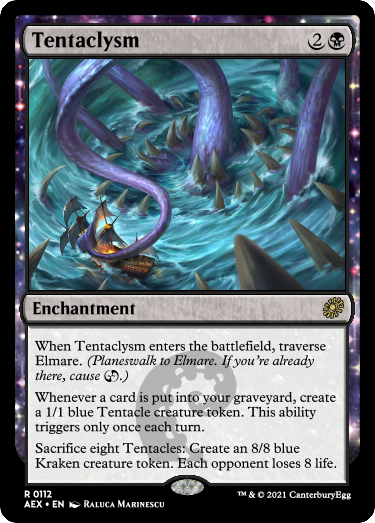 Tentaclysm 2
Enchantment
When Tentaclysm enters the battlefield, traverse
Elmare. (Planeswalk to Elmare. If you're already
there, cause .)
Whenever a card is put into your graveyard, create
a 1/1 blue Tentacle creature token. This ability
triggers only once each turn.
Sacrifice eight Tentacles: Create an 8/8 blue
Kraken creature token. Each opponent loses 8 life.
R 0112
AEX • EN Raluca Marinescu
™ & © 2021 CanterburyEgg